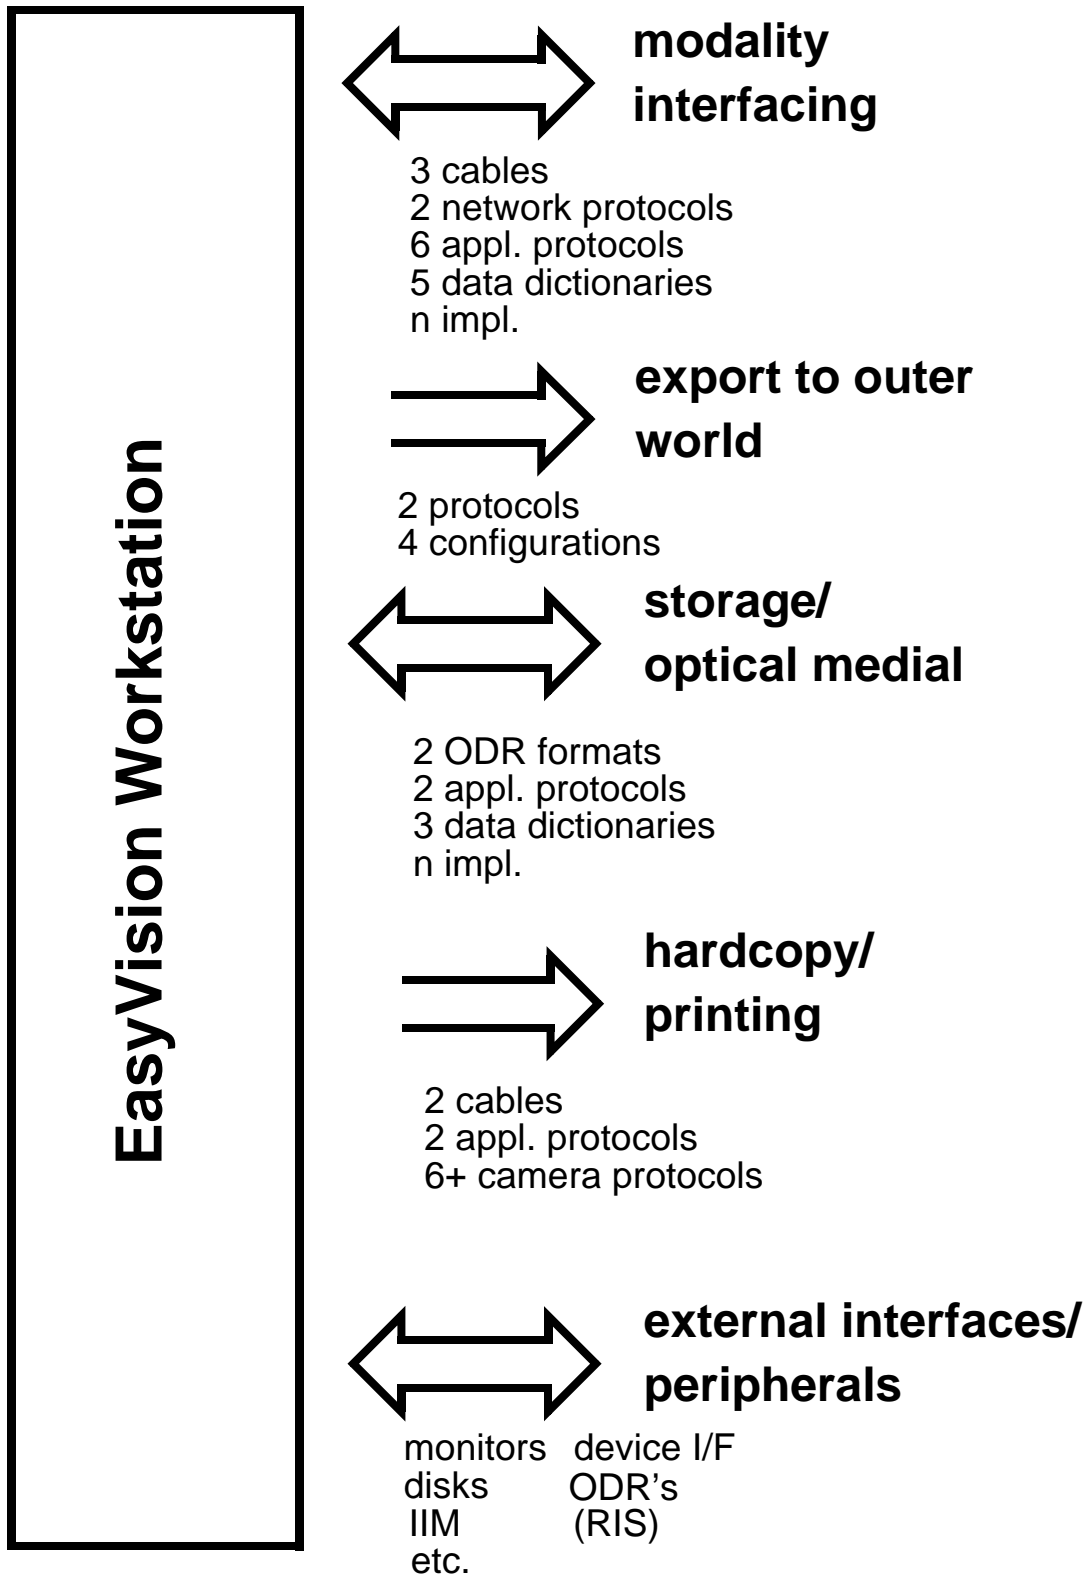 EasyVision Workstation
modality
interfacing
3 cables
2 network protocols
6 appl. protocols
5 data dictionaries
n impl.
export to outer
world
2 protocols
4 configurations
storage/
optical medial
2 ODR formats
2 appl. protocols
3 data dictionaries
n impl.
hardcopy/
printing
2 cables
2 appl. protocols
6+ camera protocols
external interfaces/
peripherals
monitors device I/F
disks ODR's
IIM (RIS)
etc.